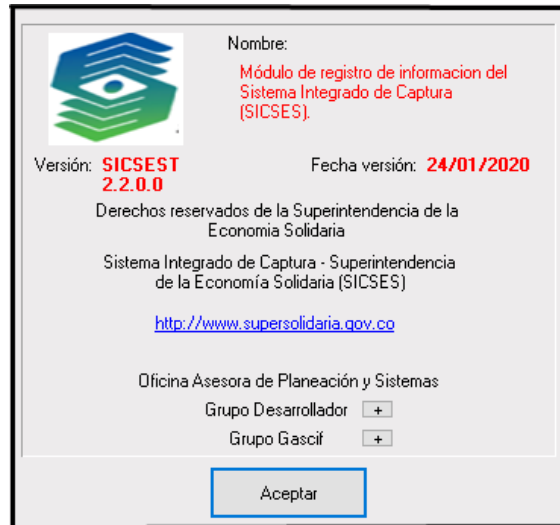 Nombre:
Módulo de registro de informacion del
Sistema Integrado de Captura
(SICSES).
Versión: SICSEST
2.2.0.0
Fecha versión: 24/01/2020
Derechos reservados de la Superintendencia de la
Economia Solidaria
Sistema Integrado de Captura - Superintendencia
de la Economía Solidaria (SICSES)
http://www.supersolidaria.gov.co
Oficina Asesora de Planeación y Sistemas
Grupo Desarrollador +
Grupo Gascif +
Aceptar